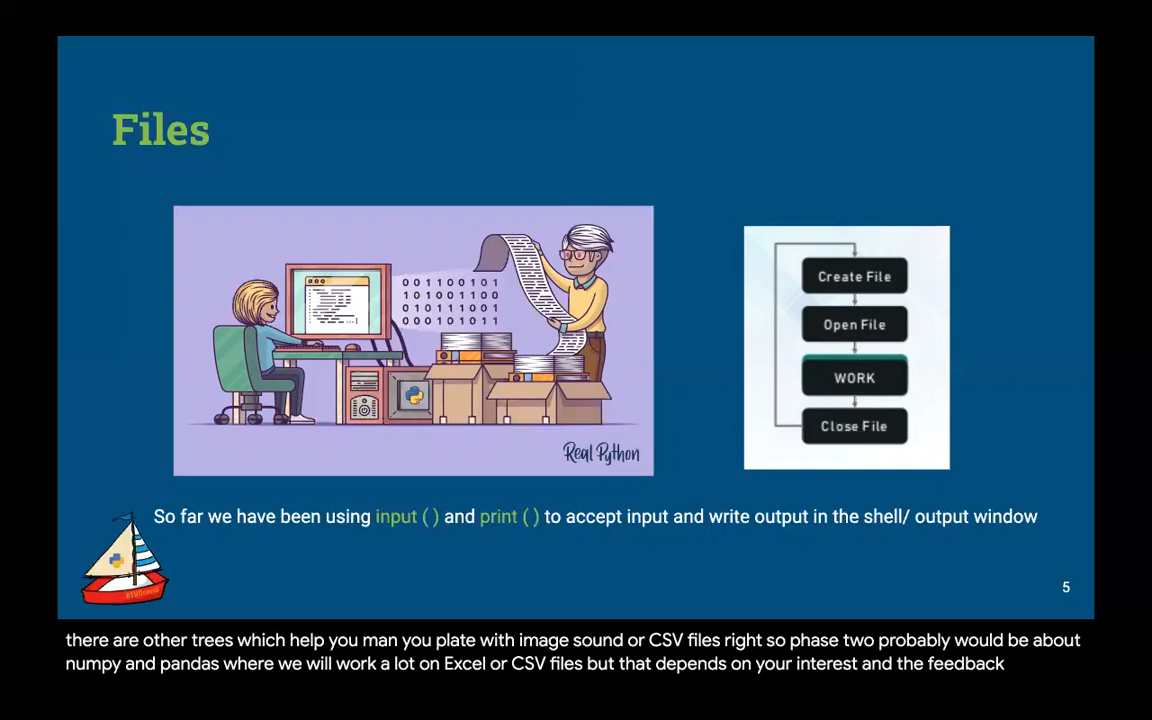 Files
0 0 1 1 0 0 1 0 1
1 0 1 0 0 1 1 0 0
0 1 0 1 1 1 0 0 1
0 0 0 1 0 1 0 1 1
Real Python
Create File
Open File
WORK
Close File
So far we have been using input ( ) and print ( ) to accept input and write output in the shell/ output window
5
there are other trees which help you man you plate with image sound or CSV files right so phase two probably would be about
numpy and pandas where we will work a lot on Excel or CSV files but that depends on your interest and the feedback